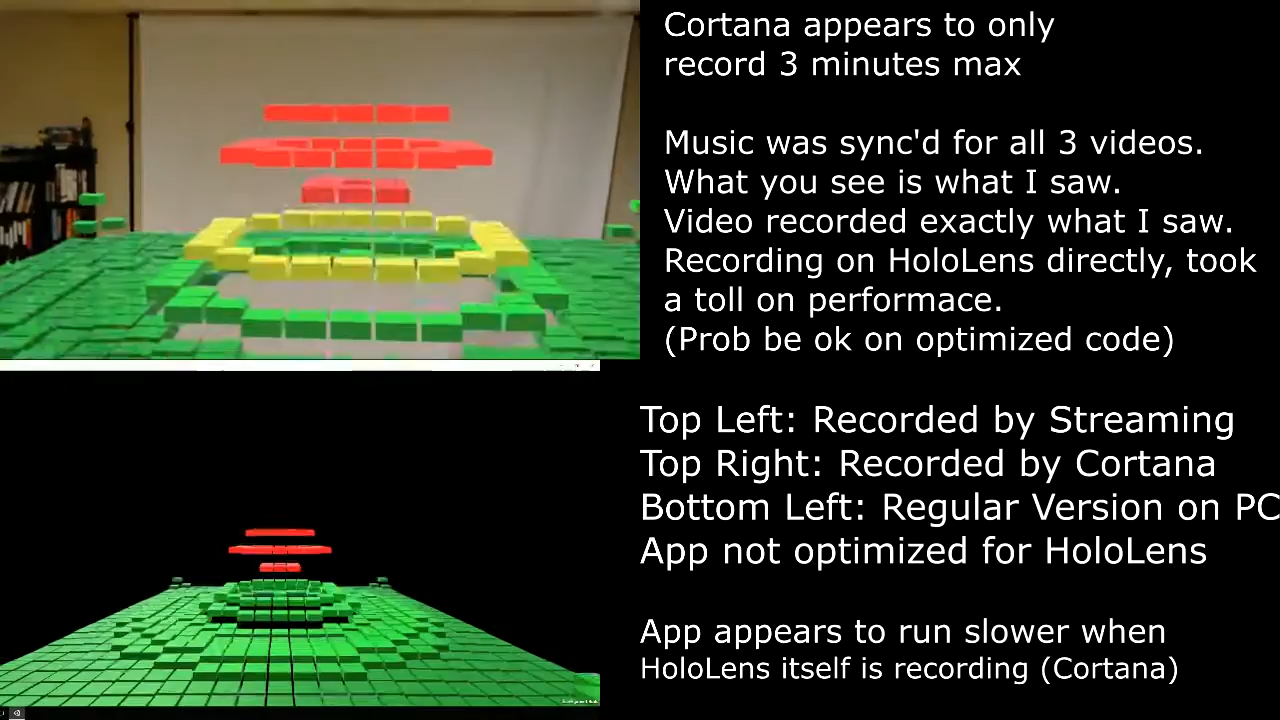 Cortana appears to only
record 3 minutes max
Music was sync'd for all 3 videos.
What you see is what I saw.
Video recorded exactly what I saw.
Recording on HoloLens directly, took
a toll on performace.
(Prob be ok on optimized code)
Top Left: Recorded by Streaming
Top Right: Recorded by Cortana
Bottom Left: Regular Version on PC
App not optimized for HoloLens
App appears to run slower when
HoloLens itself is recording (Cortana)